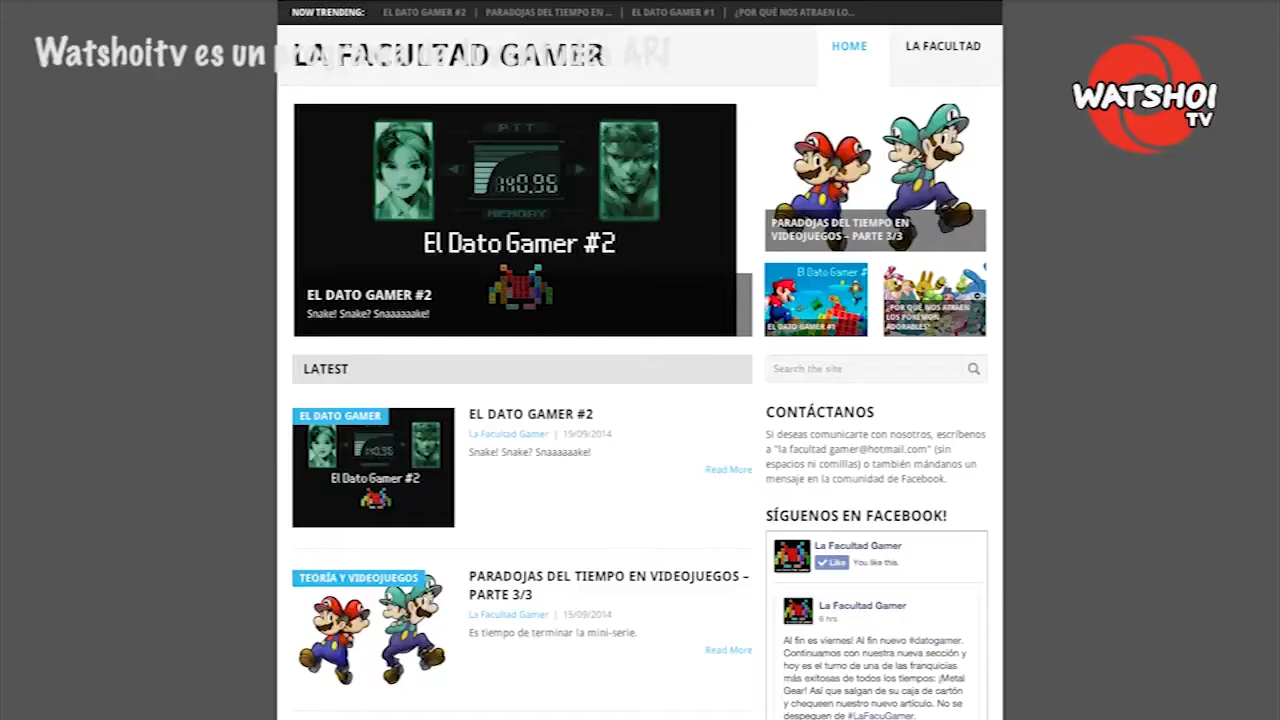 NOW TRENDING: EL DATO GAMER #2 | PARADOJAS DEL TIEMPO EN ... | EL DATO GAMER #1 | ¿POR QUÉ NOS ATRAEN LO...
Watshoitv es un
LA FACULTAD GAMER
HOME
LA FACULTAD
WATSHOI
TV
PTT
140.96
MEMORY
El Dato Gamer #2
EL DATO GAMER #2
Snake! Snake? Snaaaaaake!
PARADOJAS DEL TIEMPO EN
VIDEOJUEGOS – PARTE 3/3
El Dato Gamer #
EL DATO GAMER #1
¿POR QUÉ NOS ATRAEN
LOS POKÉMON
ADORABLES?
LATEST
Search the site
EL DATO GAMER
140.96
El Dato Gamer #2
EL DATO GAMER #2
La Facultad Gamer | 19/09/2014
Snake! Snake? Snaaaaaake!
Read More
CONTÁCTANOS
Si deseas comunicarte con nosotros, escríbenos
a "la facultad gamer@hotmail.com" (sin
espacios ni comillas) o también mándanos un
mensaje en la comunidad de Facebook.
SÍGUENOS EN FACEBOOK!
La Facultad Gamer
Like You like this.
TEORÍA Y VIDEOJUEGOS
PARADOJAS DEL TIEMPO EN VIDEOJUEGOS –
PARTE 3/3
La Facultad Gamer | 15/09/2014
Es tiempo de terminar la mini-serie.
Read More
La Facultad Gamer
6 hrs.
Al fin es viernes! Al fin nuevo #datogamer.
Continuamos con nuestra nueva sección y
hoy es el turno de una de las franquicias
más exitosas de todos los tiempos: ¡Metal
Gear! Así que salgan de su caja de cartón
y chequeen nuestro nuevo artículo. No se
despeguen de #LaFacuGamer.